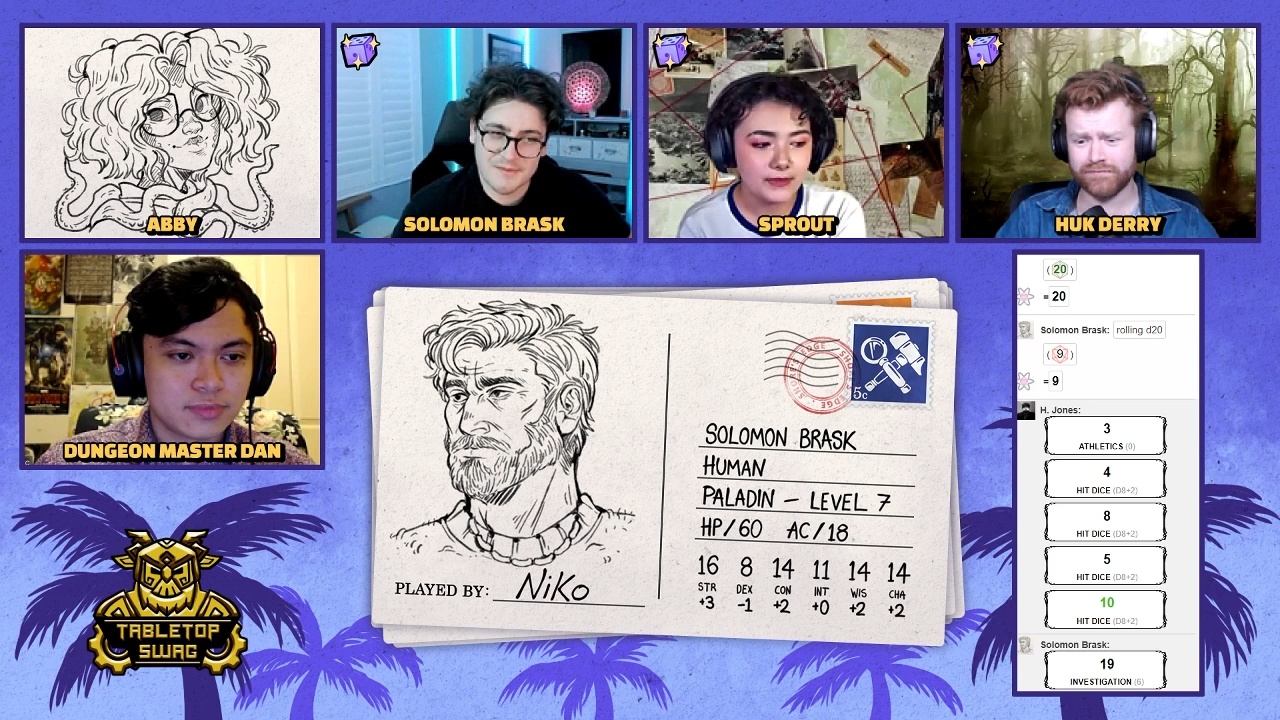 ABBY
SOLOMON BRASK
SPROUT
HUK DERRY
DUNGEON MASTER DAN
TABLETOP
SWAG
PLAYED BY: NiKo
5c
SOLOMON BRASK
HUMAN
PALADIN – LEVEL 7
HP/60 AC/18
16 8 14 11 14 14
STR DEX CON INT WIS CHA
+3 -1 +2 +0 +2 +2
(20)
= 20
Solomon Brask: rolling d20
(9)
= 9
H. Jones:
3
ATHLETICS (0)
4
HIT DICE (D8+2)
8
HIT DICE (D8+2)
5
HIT DICE (D8+2)
10
HIT DICE (D8+2)
Solomon Brask:
19
INVESTIGATION (6)